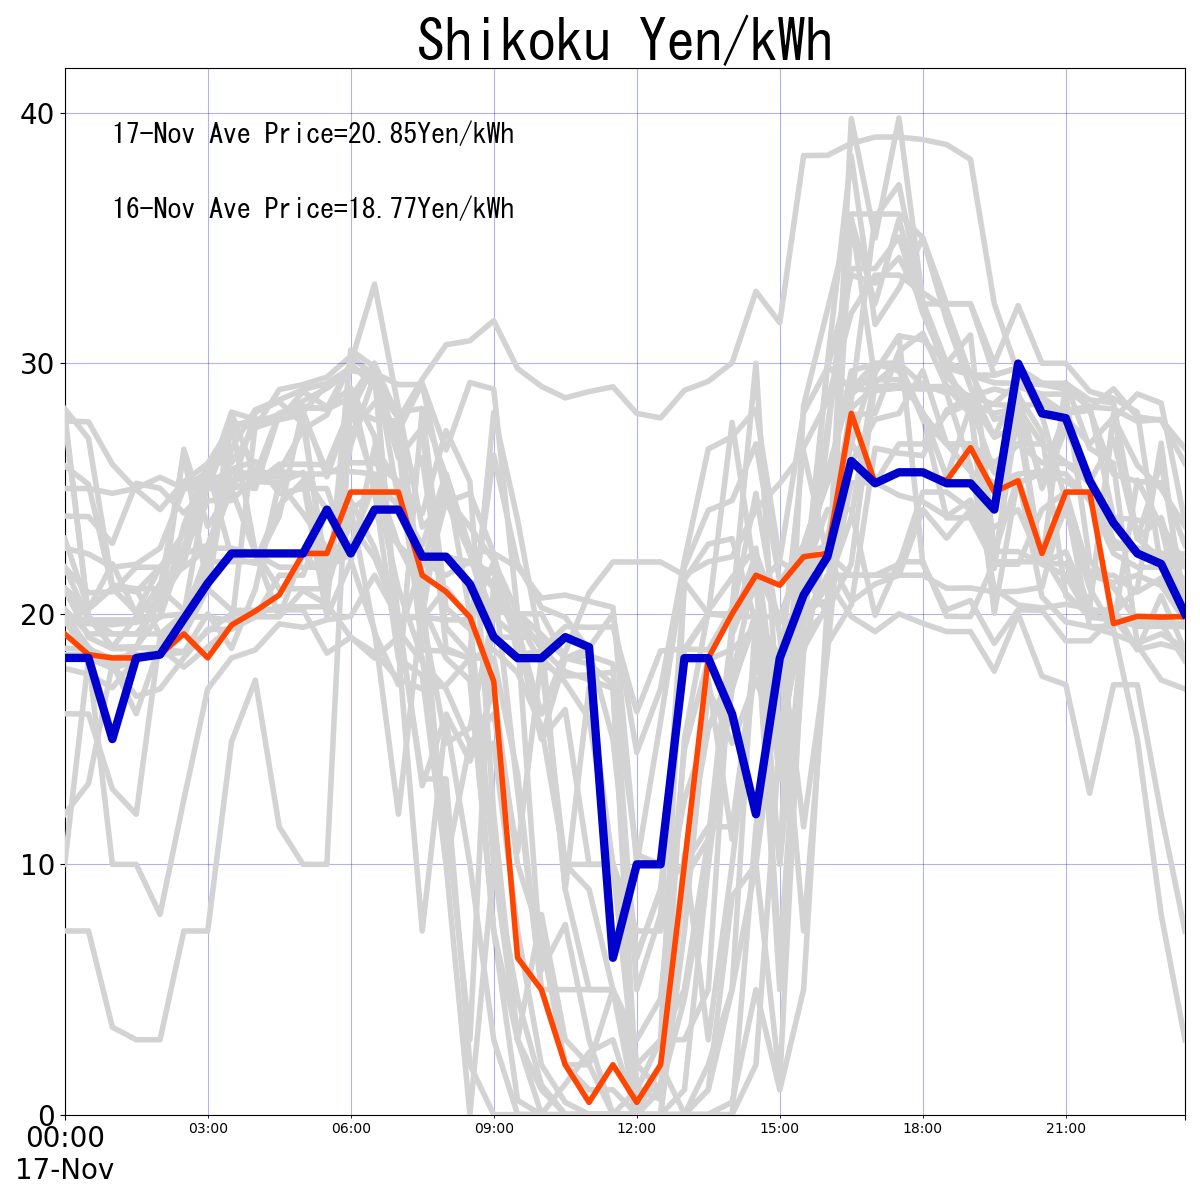 Shikoku Yen/kWh
40
17-Nov Ave Price=20.85Yen/kWh
16-Nov Ave Price=18.77Yen/kWh
30
20
10
0
00:00 03:00 06:00 09:00 12:00 15:00 18:00 21:00
17-Nov